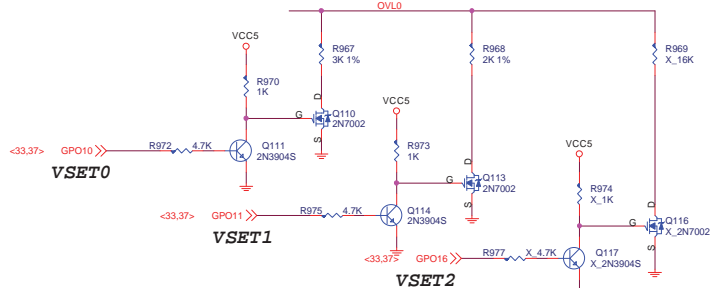 OVL0
VCC5
R967
3K 1%
R968
2K 1%
R969
X_16K
R970
1K
D
G
S
Q110
2N7002
VCC5
<33,37>
GPO10
R972
4.7K
Q111
2N3904S
VSET0
R973
1K
D
G
S
Q113
2N7002
VCC5
<33,37>
GPO11
R975
4.7K
Q114
2N3904S
VSET1
R974
X_1K
D
G
S
Q116
X_2N7002
<33,37>
GPO16
R977
X_4.7K
Q117
X_2N3904S
VSET2